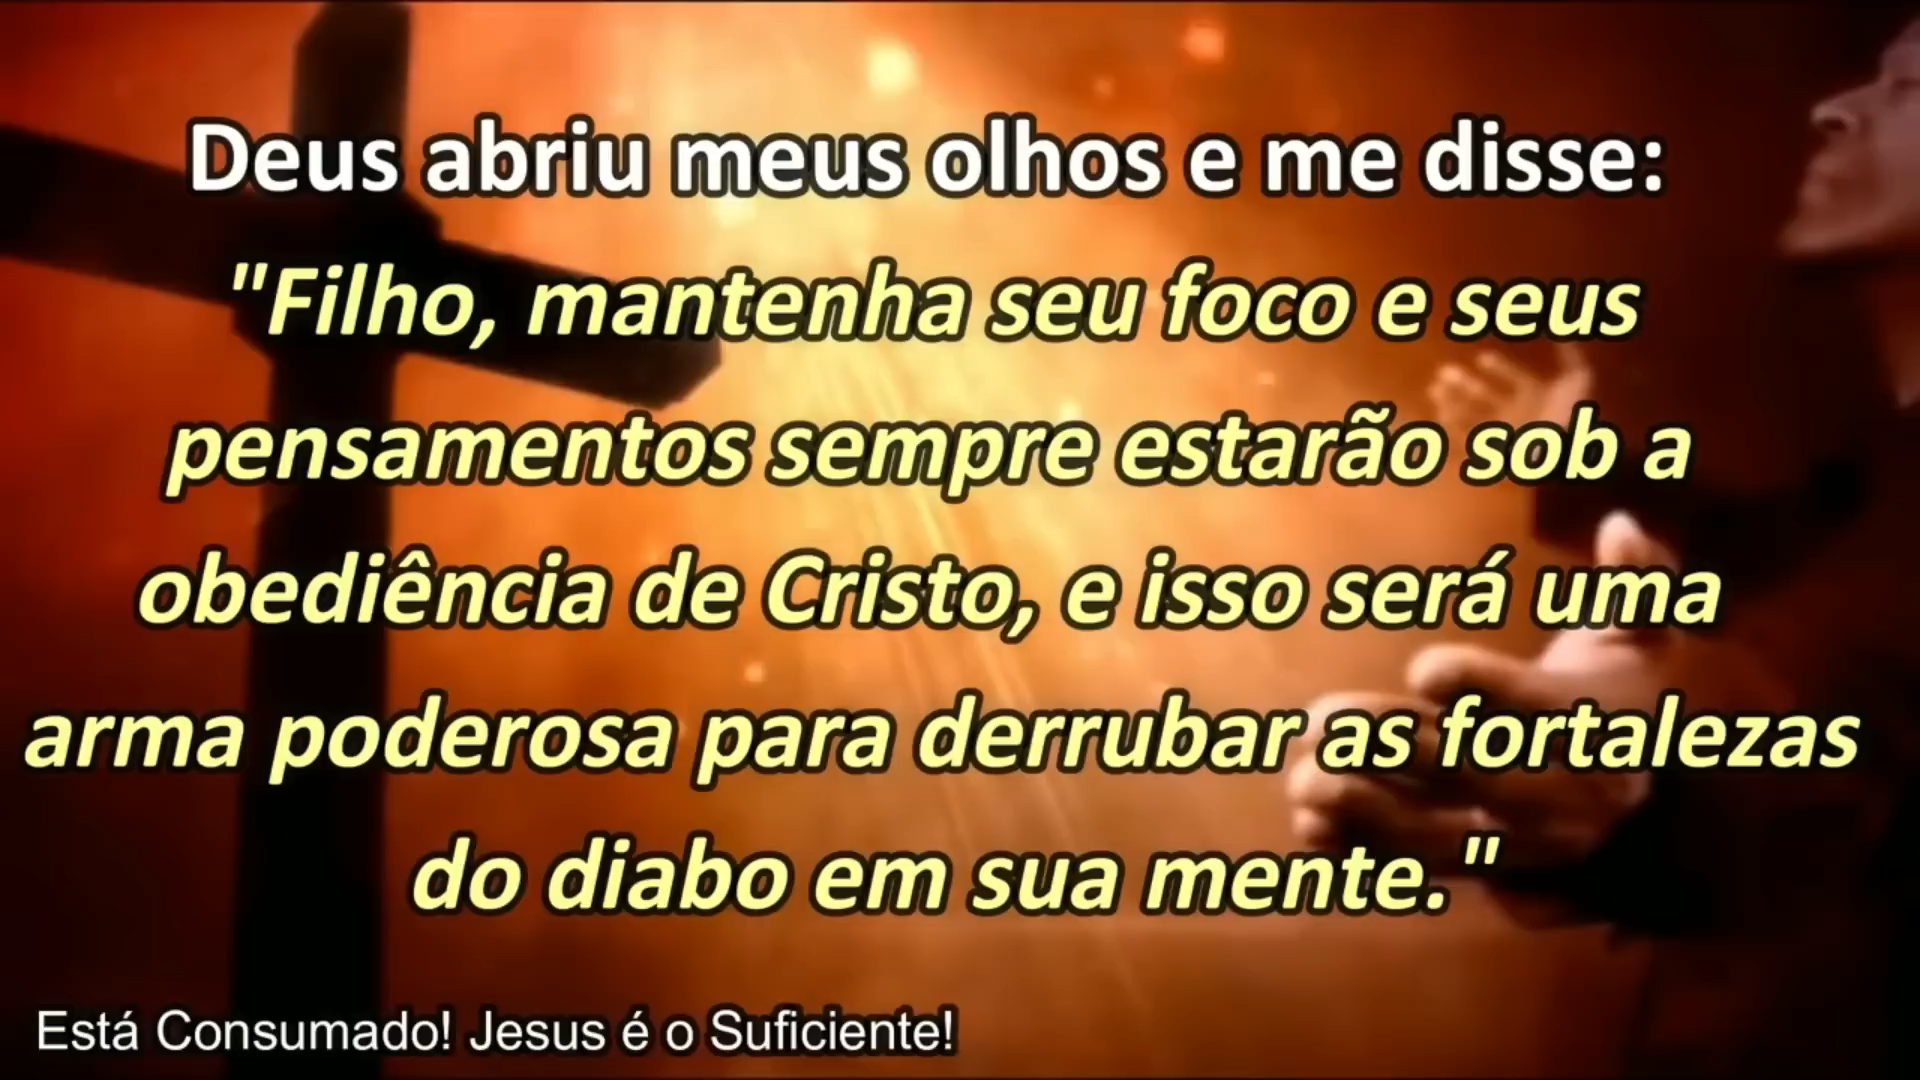 Deus abriu meus olhos e me disse:
"Filho, mantenha seu foco e seus
pensamentos sempre estarão sob a
obediência de Cristo, e isso será uma
arma poderosa para derrubar as fortalezas
do diabo em sua mente."
Está Consumado! Jesus é o Suficiente!